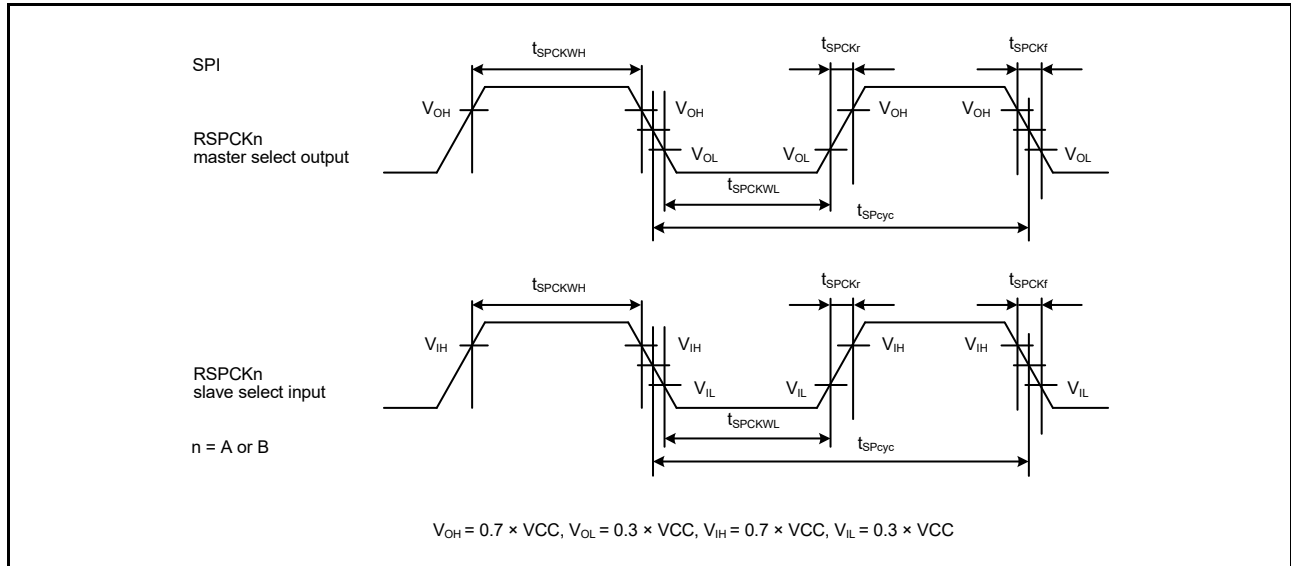 SPI
tSPCKWH
tSPCKr
tSPCKf
VOH
VOH
VOH
VOH
RSPCKn
master select output
VOL
VOL
VOL
tSPCKWL
tSPcyc
tSPCKWH
tSPCKr
tSPCKf
VIH
VIH
VIH
VIH
RSPCKn
slave select input
VIL
VIL
VIL
tSPCKWL
n = A or B
tSPcyc
VOH = 0.7 × VCC, VOL = 0.3 × VCC, VIH = 0.7 × VCC, VIL = 0.3 × VCC